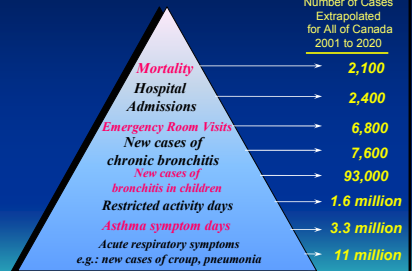 Number of Cases
Extrapolated
for All of Canada
2001 to 2020
Mortality
2,100
Hospital
Admissions
2,400
Emergency Room Visits
6,800
New cases of
chronic bronchitis
7,600
New cases of
bronchitis in children
93,000
Restricted activity days
1.6 million
Asthma symptom days
3.3 million
Acute respiratory symptoms
e.g.: new cases of croup, pneumonia
11 million